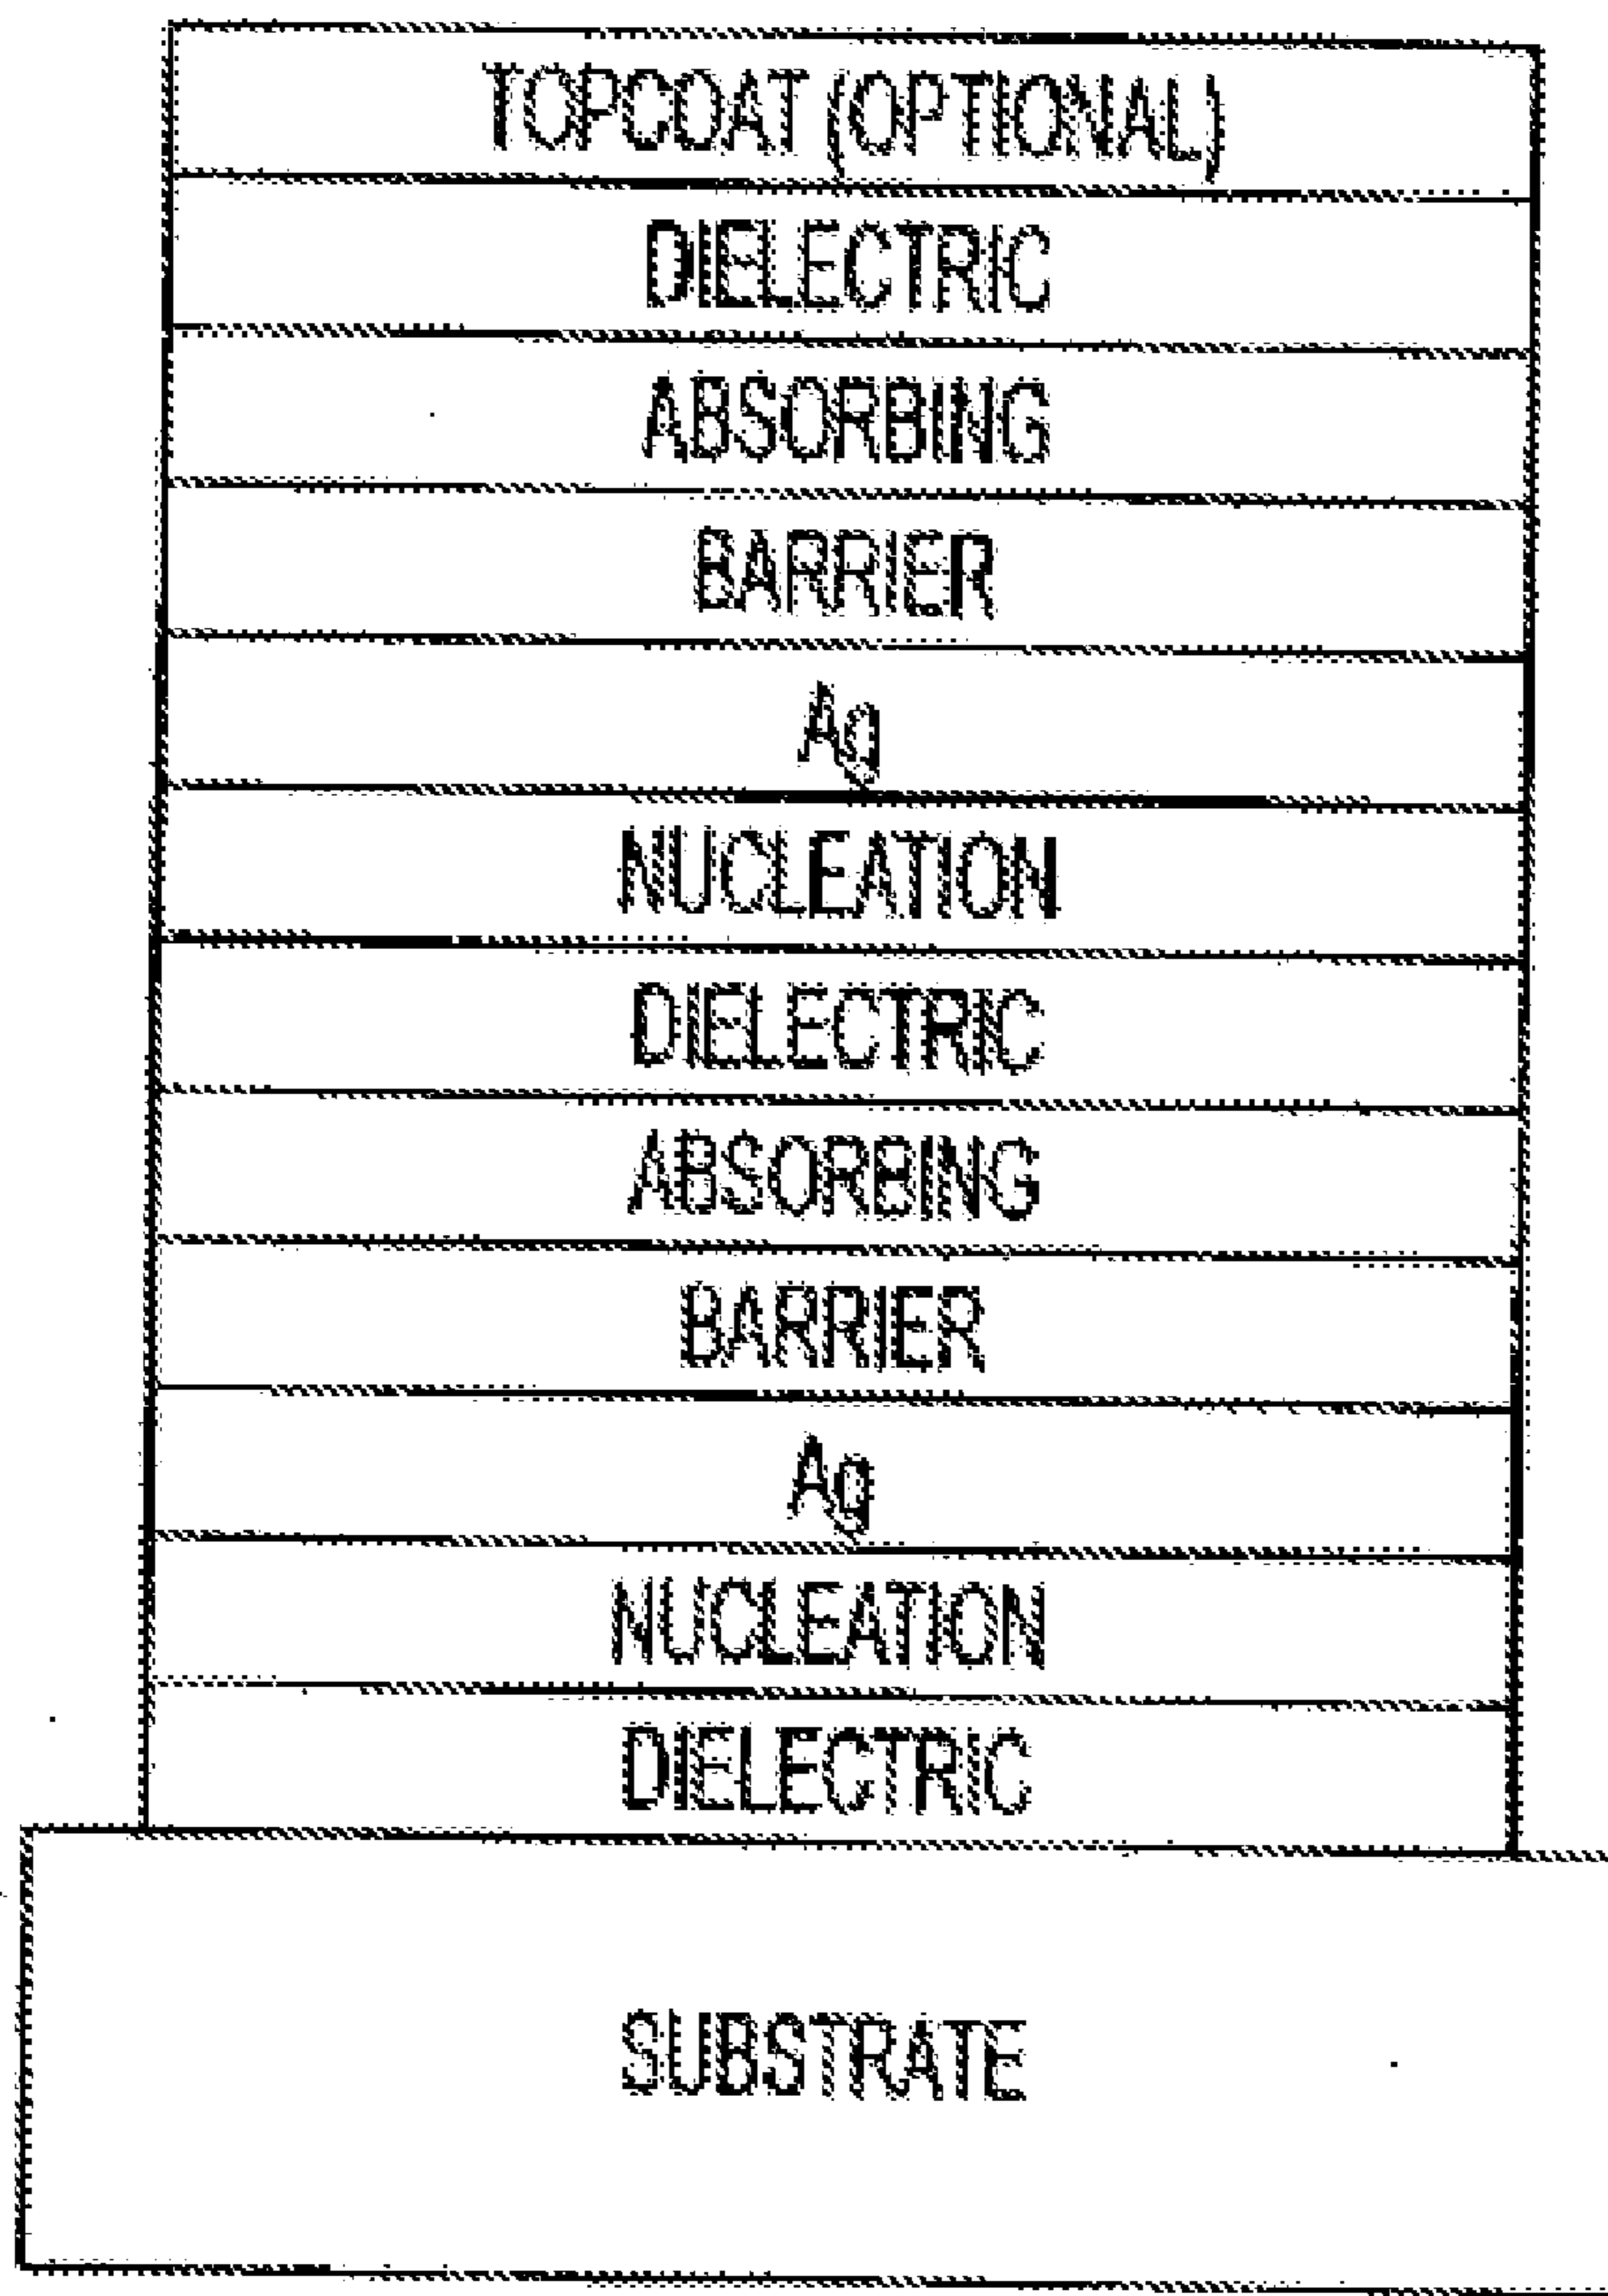 TOPCOAT (OPTIONAL)
DIELECTRIC
ABSORBING
BARRIER
Ag
NUCLEATION
DIELECTRIC
ABSORBING
BARRIER
Ag
NUCLEATION
DIELECTRIC
SUBSTRATE